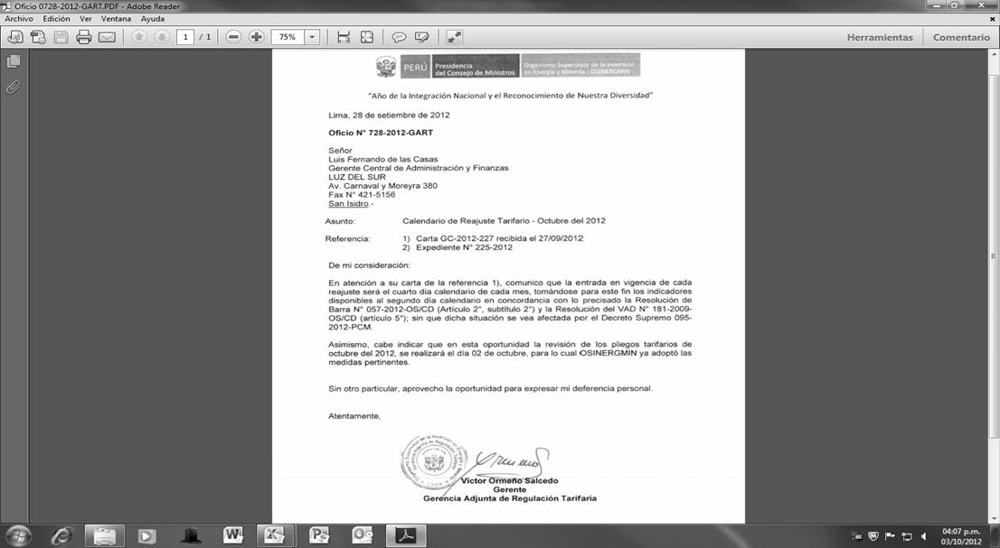 Oficio 0728-2012-GART.PDF - Adobe Reader
Archivo Edición Ver Ventana Ayuda
1 / 1 75% Herramientas Comentario
PERÚ Presidencia del Consejo de Ministros Organismo Supervisor de la Inversión en Energía y Minería - OSINERGMIN
"Año de la Integración Nacional y el Reconocimiento de Nuestra Diversidad"
Lima, 28 de setiembre de 2012
Oficio N° 728-2012-GART
Señor
Luis Fernando de las Casas
Gerente Central de Administración y Finanzas
LUZ DEL SUR
Av. Carnaval y Moreyra 380
Fax N° 421-5156
San Isidro.-
Asunto: Calendario de Reajuste Tarifario - Octubre del 2012
Referencia: 1) Carta GC-2012-227 recibida el 27/09/2012
2) Expediente N° 225-2012
De mi consideración:
En atención a su carta de la referencia 1), comunico que la entrada en vigencia de cada
reajuste será el cuarto día calendario de cada mes, tomándose para este fin los indicadores
disponibles al segundo día calendario en concordancia con lo precisado la Resolución de
Barra N° 057-2012-OS/CD (Artículo 2°, subtítulo 2°) y la Resolución del VAD N° 181-2009-
OS/CD (artículo 5°); sin que dicha situación se vea afectada por el Decreto Supremo 095-
2012-PCM.
Asimismo, cabe indicar que en esta oportunidad la revisión de los pliegos tarifarios de
octubre del 2012, se realizará el día 02 de octubre, para lo cual OSINERGMIN ya adoptó las
medidas pertinentes.
Sin otro particular, aprovecho la oportunidad para expresar mi deferencia personal.
Atentamente,
Victor Ormeño Salcedo
Gerente
Gerencia Adjunta de Regulación Tarifaria
04:07 p.m.
03/10/2012